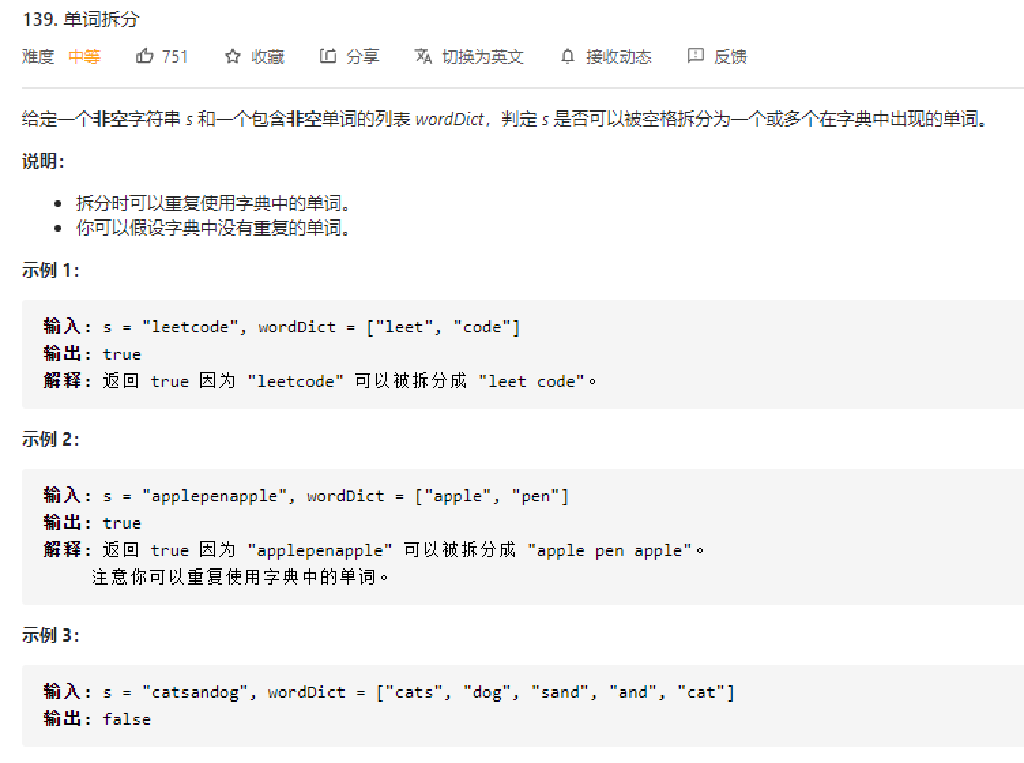 139. 单词拆分
难度 中等 751 收藏 分享 切换为英文 接收动态 反馈
给定一个非空字符串 s 和一个包含非空单词的列表 wordDict，判定 s 是否可以被空格拆分为一个或多个在字典中出现的单词。
说明：
• 拆分时可以重复使用字典中的单词。
• 你可以假设字典中没有重复的单词。
示例 1：
输入: s = "leetcode", wordDict = ["leet", "code"]
输出: true
解释: 返回 true 因为 "leetcode" 可以被拆分成 "leet code"。
示例 2：
输入: s = "applepenapple", wordDict = ["apple", "pen"]
输出: true
解释: 返回 true 因为 "applepenapple" 可以被拆分成 "apple pen apple"。
注意你可以重复使用字典中的单词。
示例 3：
输入: s = "catsandog", wordDict = ["cats", "dog", "sand", "and", "cat"]
输出: false